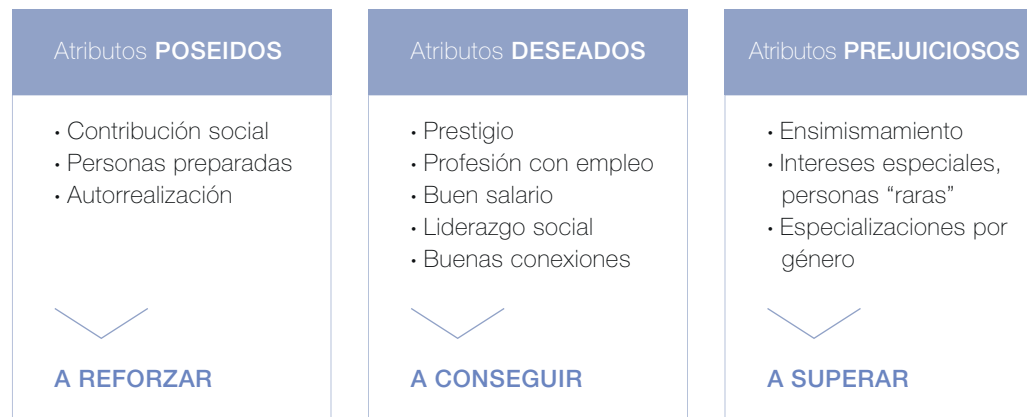 Atributos POSEIDOS
· Contribución social
· Personas preparadas
· Autorrealización
A REFORZAR
Atributos DESEADOS
· Prestigio
· Profesión con empleo
· Buen salario
· Liderazgo social
· Buenas conexiones
A CONSEGUIR
Atributos PREJUICIOSOS
· Ensimismamiento
· Intereses especiales,
personas “raras”
· Especializaciones por
género
A SUPERAR